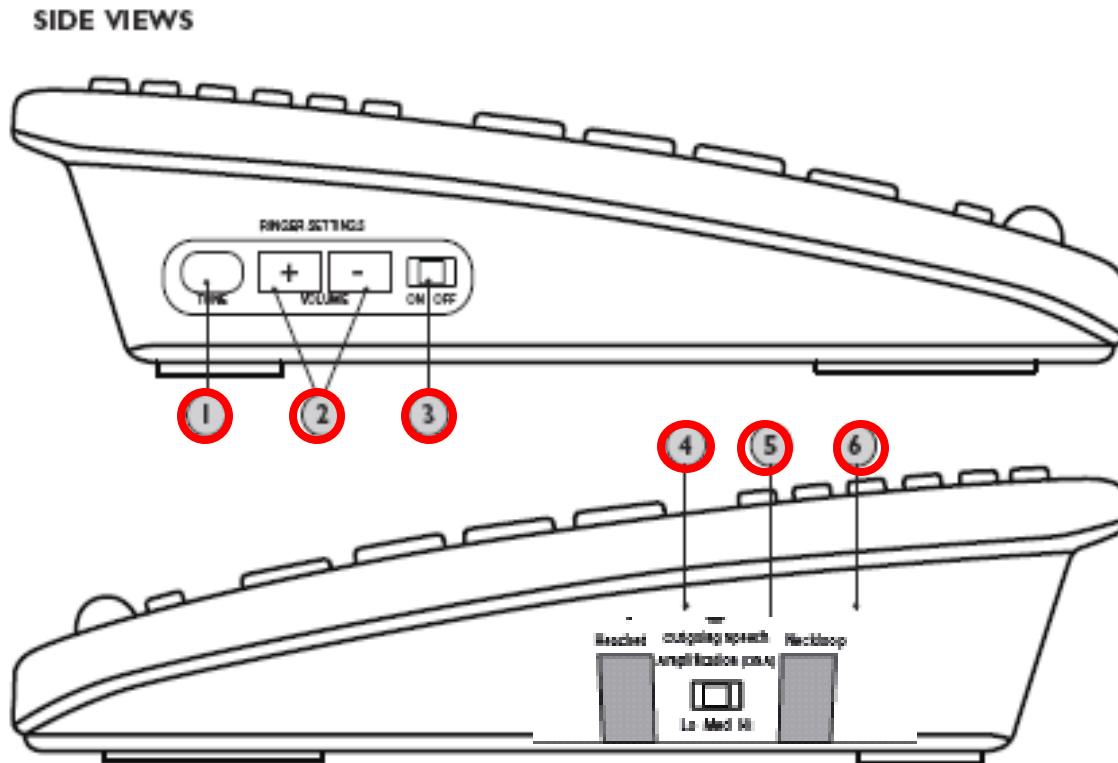 SIDE VIEWS
RINGER SETTINGS
+ -
TONE VOLUME ON OFF
1 2 3
4 5 6
Headset outgoing speech Neckloop
Amplification (OSA)
Lo Med Hi